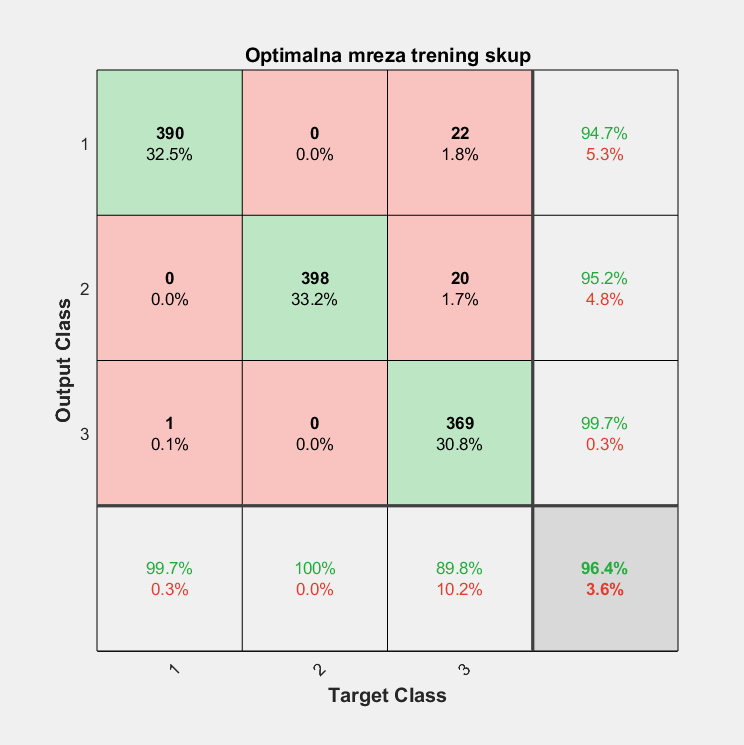 Optimalna mreza trening skup
390 0 22 94.7%
32.5% 0.0% 1.8% 5.3%
1
0 398 20 95.2%
0.0% 33.2% 1.7% 4.8%
2
1 0 369 99.7%
0.1% 0.0% 30.8% 0.3%
3
99.7% 100% 89.8% 96.4%
0.3% 0.0% 10.2% 3.6%
1 2 3
Target Class
Output Class